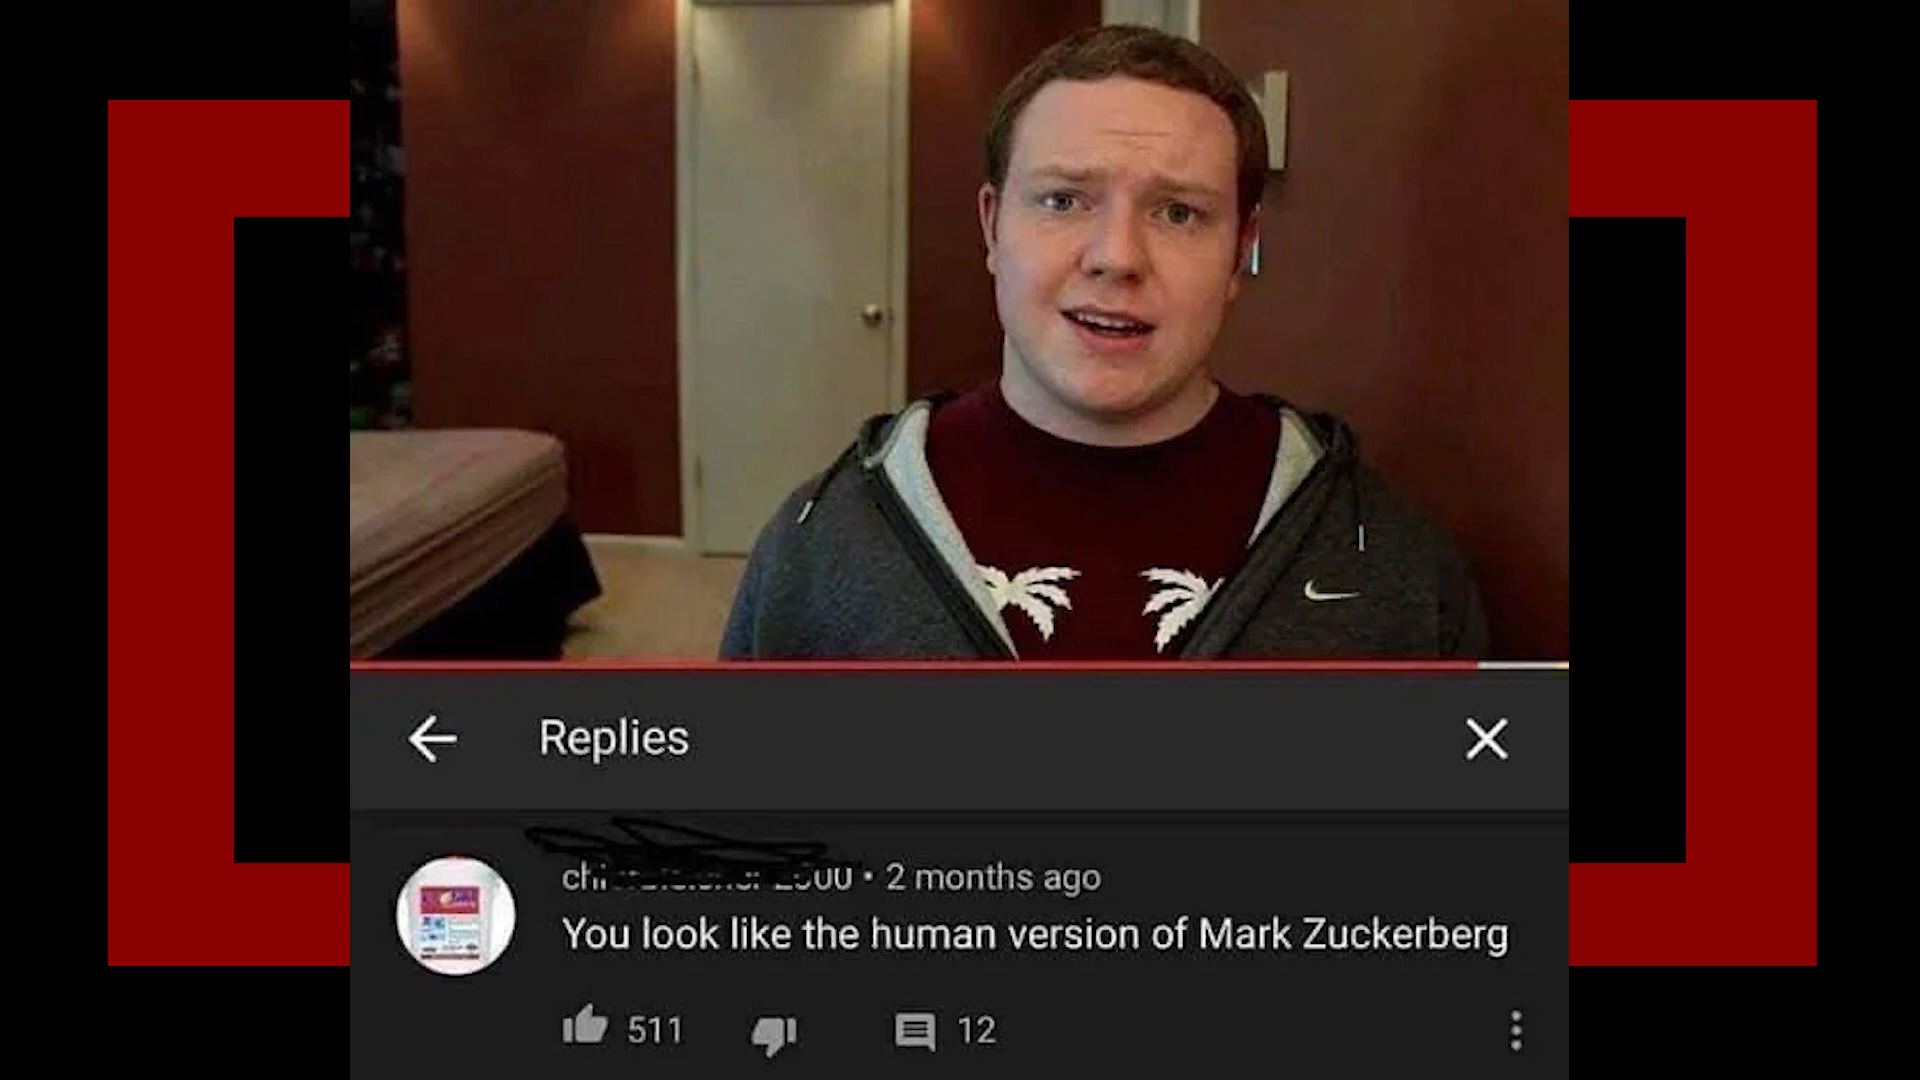 Replies
• 2 months ago
You look like the human version of Mark Zuckerberg
511
12